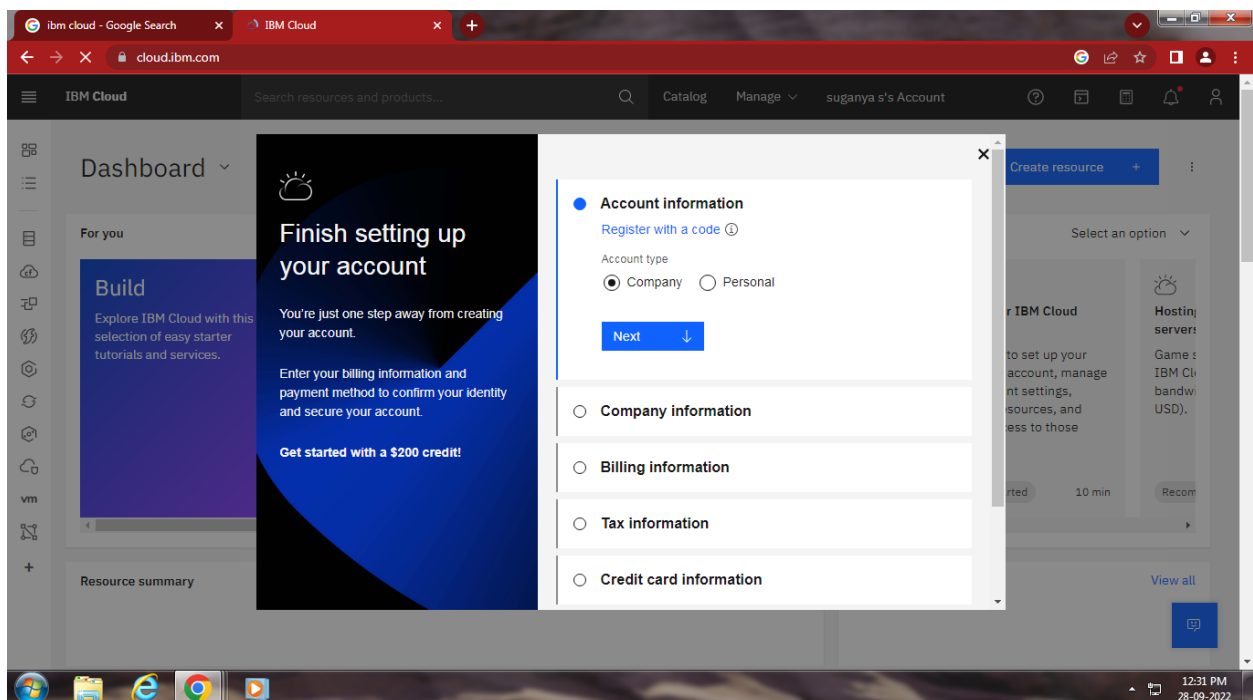 ibm cloud - Google Search
IBM Cloud
cloud.ibm.com
IBM Cloud
Search resources and products...
Catalog
Manage
suganya s's Account
Dashboard
Create resource +
For you
Select an option
Build
Explore IBM Cloud with this
selection of easy starter
tutorials and services.
Finish setting up
your account
You're just one step away from creating
your account.
Enter your billing information and
payment method to confirm your identity
and secure your account.
Get started with a $200 credit!
Account information
Register with a code
Account type
Company
Personal
Next
Company information
Billing information
Tax information
Credit card information
r IBM Cloud
to set up your
account, manage
nt settings,
sources, and
ess to those
rted
10 min
Hosting
servers
Game s
IBM Cl
bandwi
USD).
Recom
vm
Resource summary
View all
12:31 PM
28-09-2022